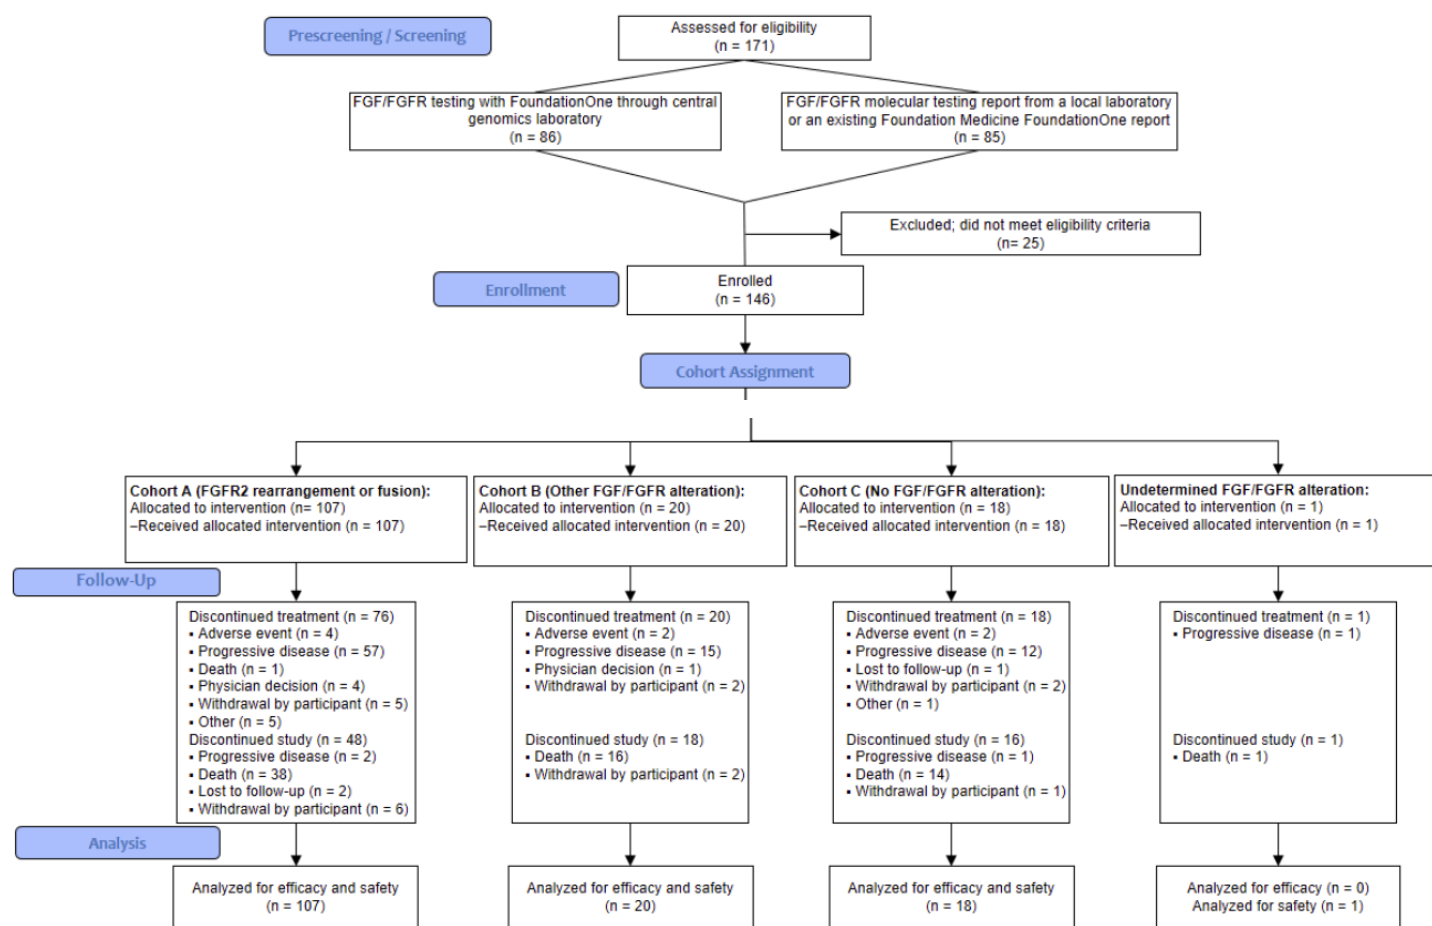 Prescreening / Screening
Assessed for eligibility
(n = 171)
FGF/FGFR testing with FoundationOne through central
genomics laboratory
(n = 86)
FGF/FGFR molecular testing report from a local laboratory
or an existing Foundation Medicine FoundationOne report
(n = 85)
Excluded; did not meet eligibility criteria
(n= 25)
Enrollment
Enrolled
(n = 146)
Cohort Assignment
Cohort A (FGFR2 rearrangement or fusion):
Allocated to intervention (n= 107)
–Received allocated intervention (n = 107)
Cohort B (Other FGF/FGFR alteration):
Allocated to intervention (n = 20)
–Received allocated intervention (n = 20)
Cohort C (No FGF/FGFR alteration):
Allocated to intervention (n = 18)
–Received allocated intervention (n = 18)
Undetermined FGF/FGFR alteration:
Allocated to intervention (n = 1)
–Received allocated intervention (n = 1)
Follow-Up
Discontinued treatment (n = 76)
▪ Adverse event (n = 4)
▪ Progressive disease (n = 57)
▪ Death (n = 1)
▪ Physician decision (n = 4)
▪ Withdrawal by participant (n = 5)
▪ Other (n = 5)
Discontinued study (n = 48)
▪ Progressive disease (n = 2)
▪ Death (n = 38)
▪ Lost to follow-up (n = 2)
▪ Withdrawal by participant (n = 6)
Discontinued treatment (n = 20)
▪ Adverse event (n = 2)
▪ Progressive disease (n = 15)
▪ Physician decision (n = 1)
▪ Withdrawal by participant (n = 2)
Discontinued study (n = 18)
▪ Death (n = 16)
▪ Withdrawal by participant (n = 2)
Discontinued treatment (n = 18)
▪ Adverse event (n = 2)
▪ Progressive disease (n = 12)
▪ Lost to follow-up (n = 1)
▪ Withdrawal by participant (n = 2)
▪ Other (n = 1)
Discontinued study (n = 16)
▪ Progressive disease (n = 1)
▪ Death (n = 14)
▪ Withdrawal by participant (n = 1)
Discontinued treatment (n = 1)
▪ Progressive disease (n = 1)
Discontinued study (n = 1)
▪ Death (n = 1)
Analysis
Analyzed for efficacy and safety
(n = 107)
Analyzed for efficacy and safety
(n = 20)
Analyzed for efficacy and safety
(n = 18)
Analyzed for efficacy (n = 0)
Analyzed for safety (n = 1)